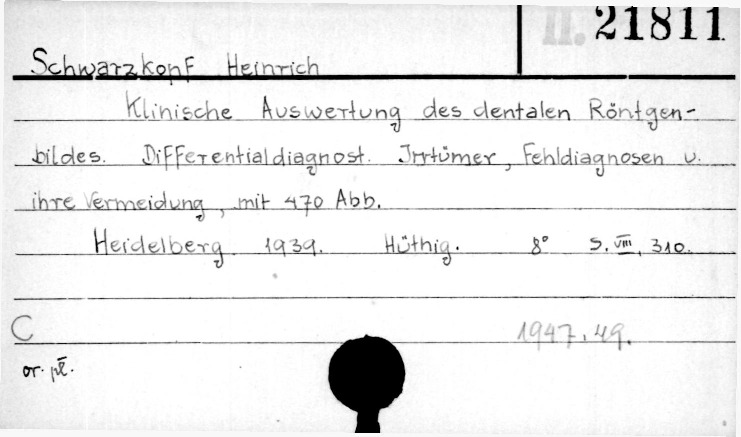 II. 21811
Schwarzkopf Heinrich
Klinische Auswertung des dentalen Röntgen-
bildes. Differentialdiagnost. Irrtümer, Fehldiagnosen u.
ihre Vermeidung, mit 470 Abb.
Heidelberg. 1939. Hüthig. 8° S. VIII, 310.
C 1947.49.
or. pł.